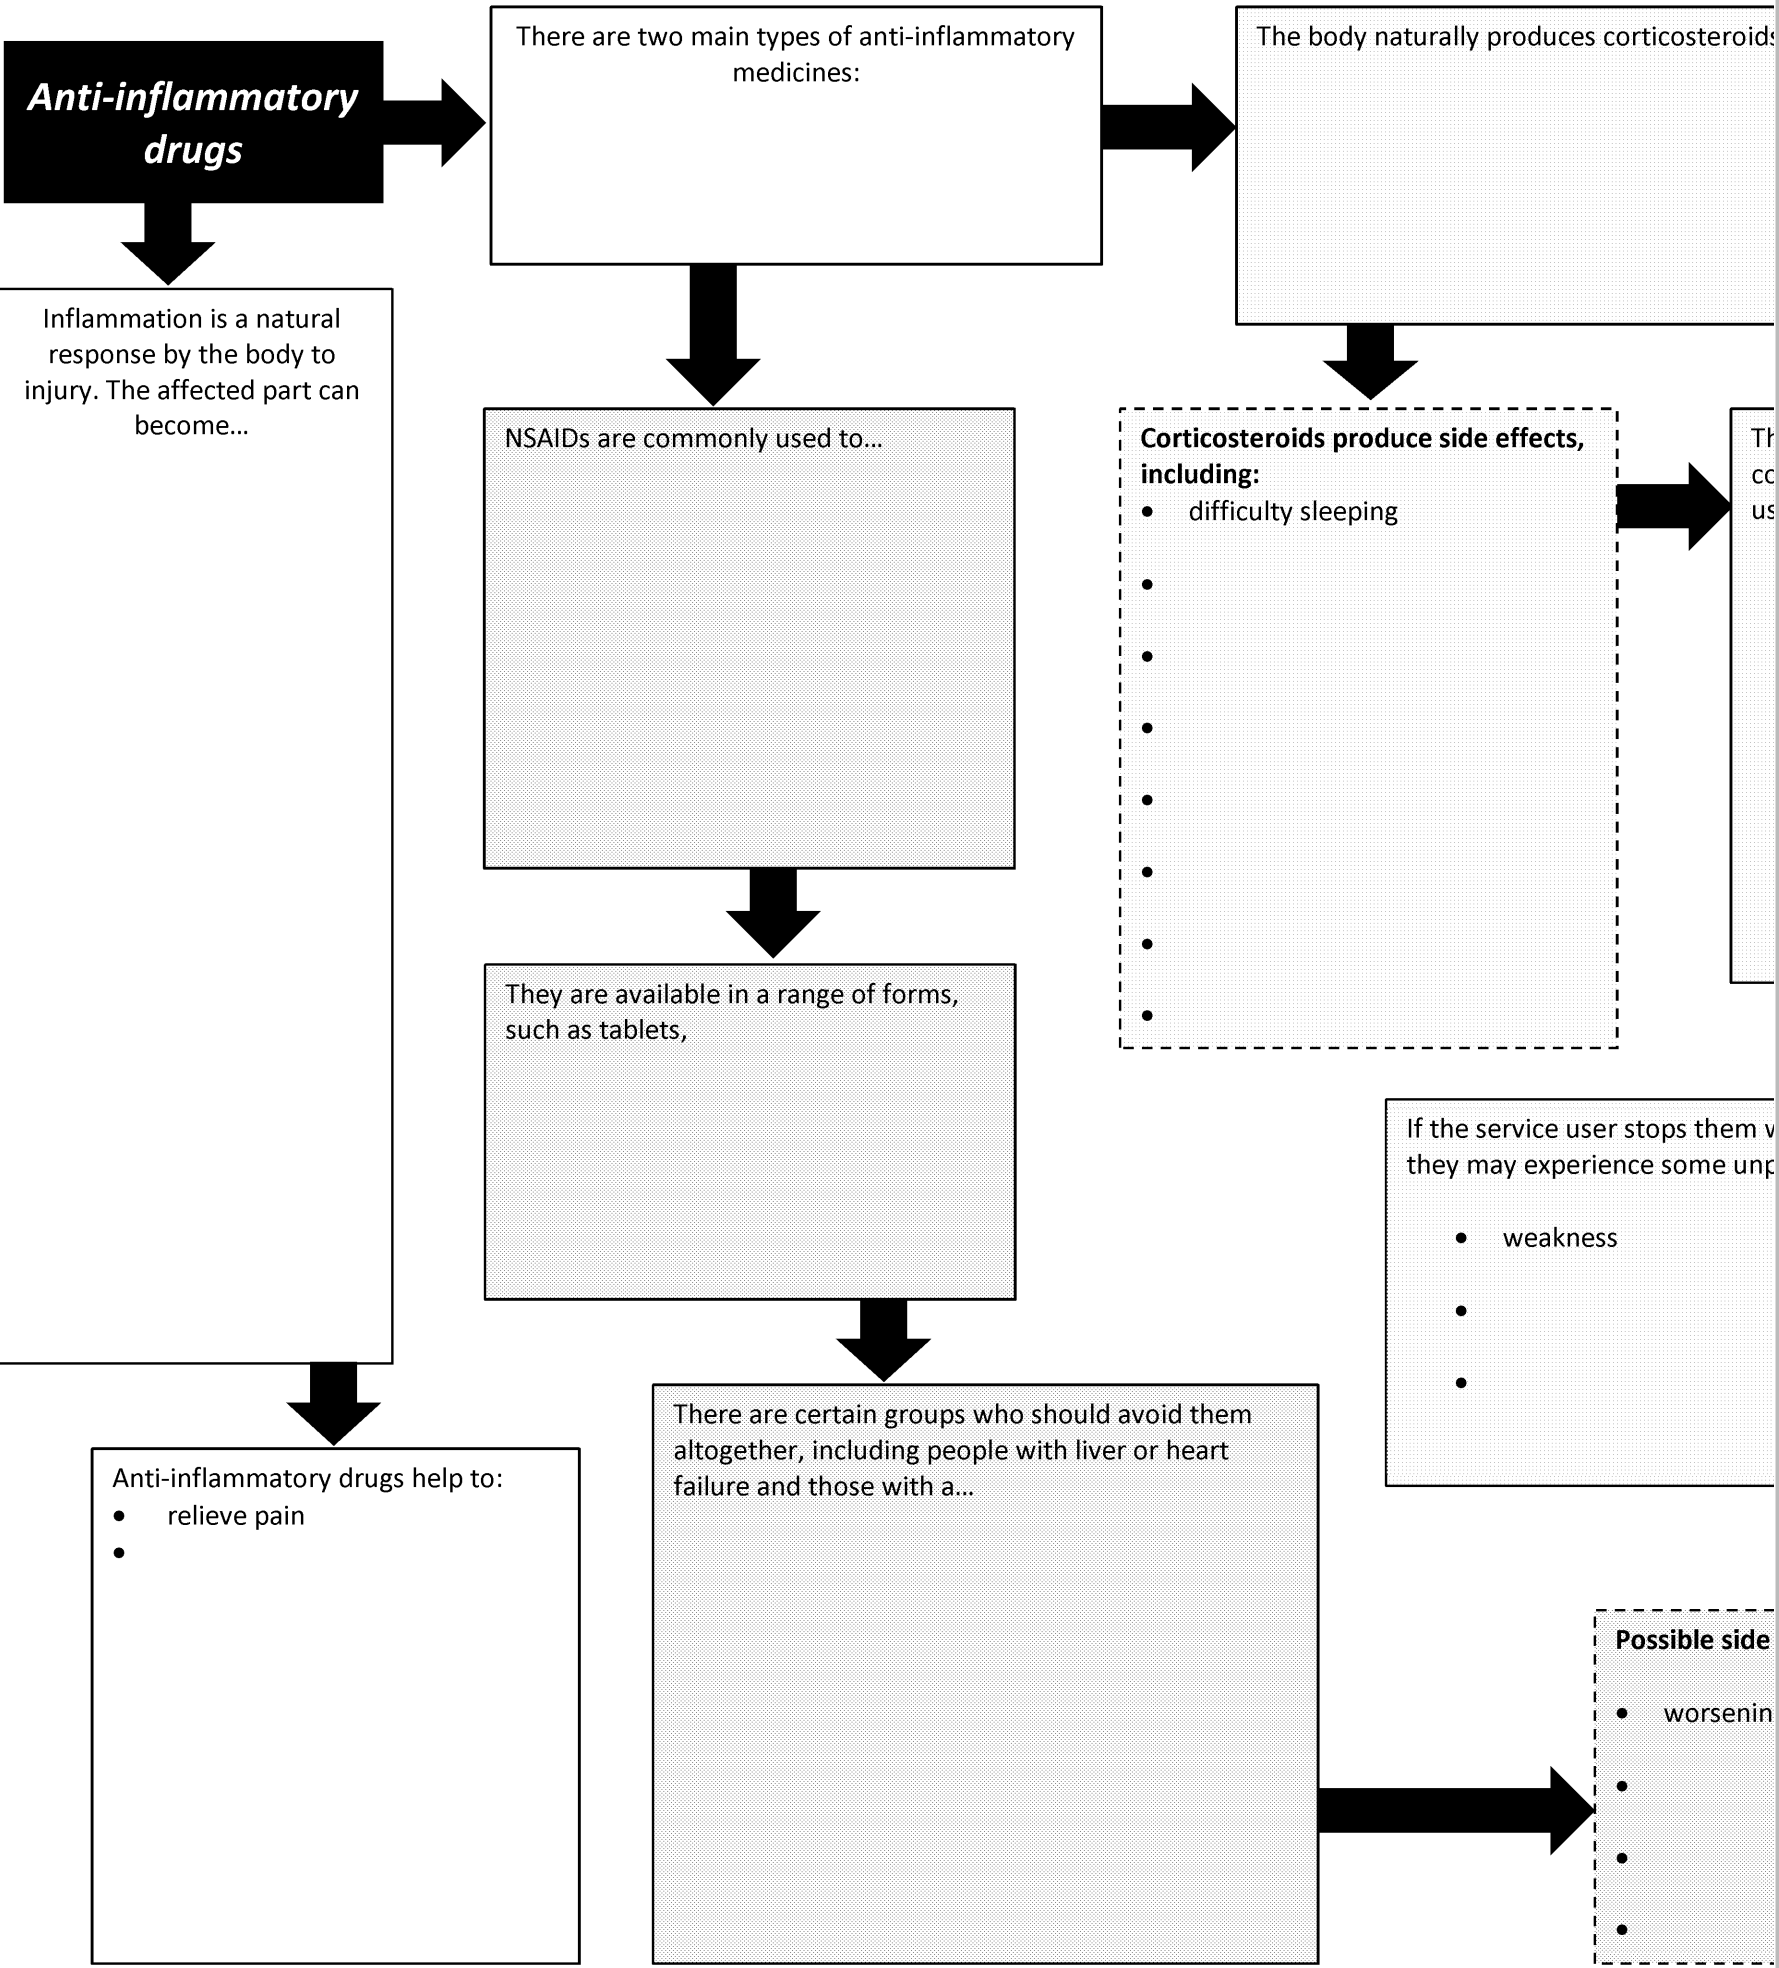 Anti-inflammatory
drugs
There are two main types of anti-inflammatory
medicines:
The body naturally produces corticosteroids
Inflammation is a natural
response by the body to
injury. The affected part can
become…
NSAIDs are commonly used to…
Corticosteroids produce side effects,
including:
• difficulty sleeping
•
•
•
•
•
•
•
They are available in a range of forms,
such as tablets,
If the service user stops them
they may experience some
• weakness
•
•
There are certain groups who should avoid them
altogether, including people with liver or heart
failure and those with a…
Anti-inflammatory drugs help to:
• relieve pain
•
Possible side
•
•
•
•